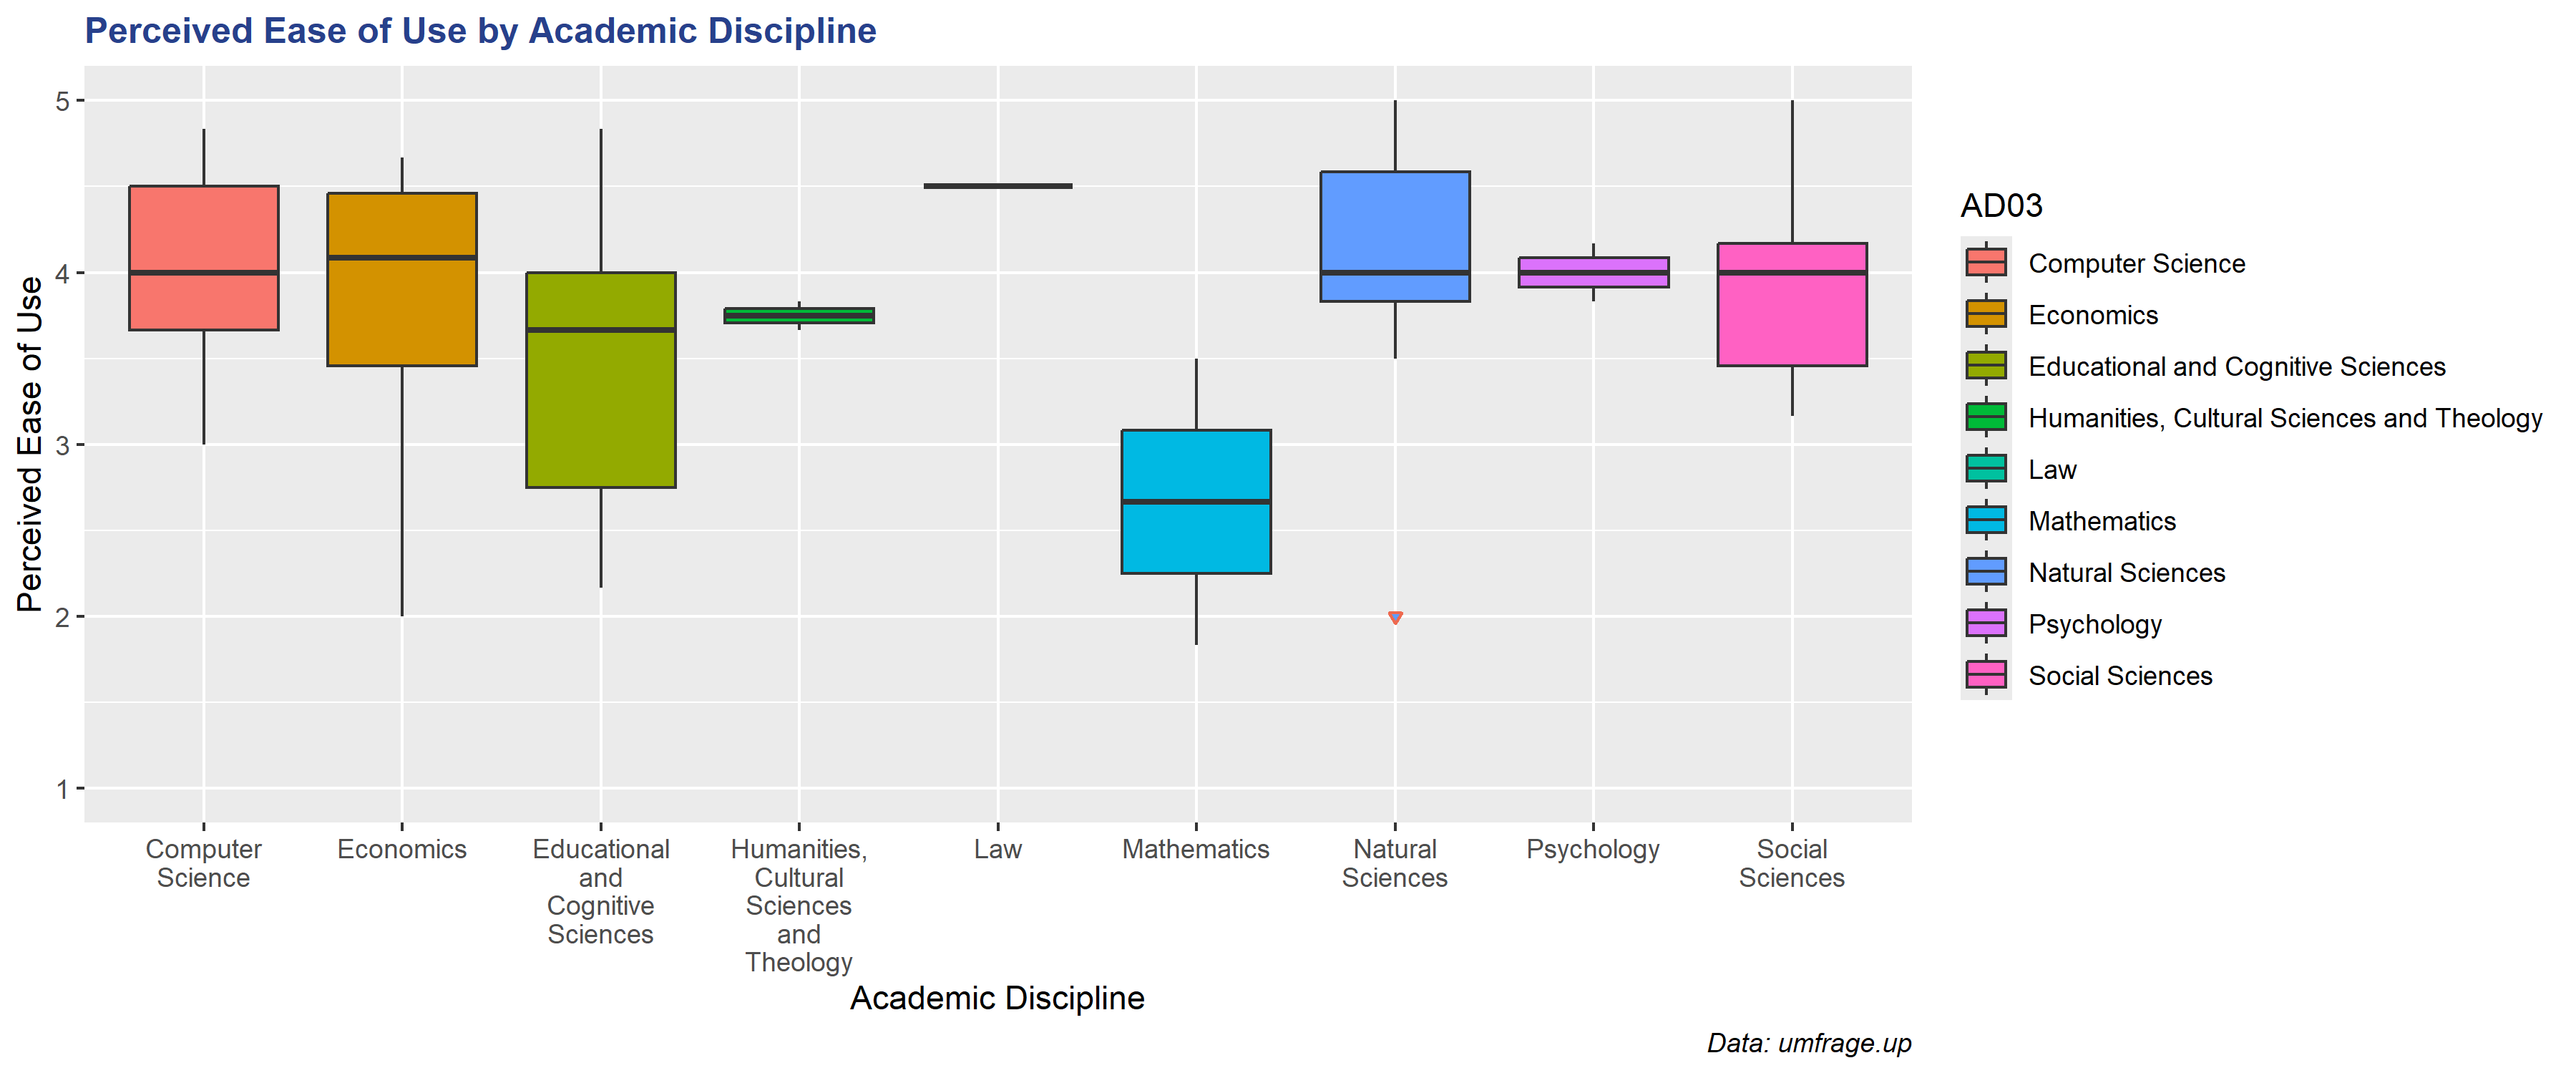 Perceived Ease of Use by Academic Discipline
Perceived Ease of Use
5
4
3
2
1
Computer
Science
Economics
Educational
and
Cognitive
Sciences
Humanities,
Cultural
Sciences
and
Theology
Law
Mathematics
Natural
Sciences
Psychology
Social
Sciences
Academic Discipline
AD03
Computer Science
Economics
Educational and Cognitive Sciences
Humanities, Cultural Sciences and Theology
Law
Mathematics
Natural Sciences
Psychology
Social Sciences
Data: umfrage.up